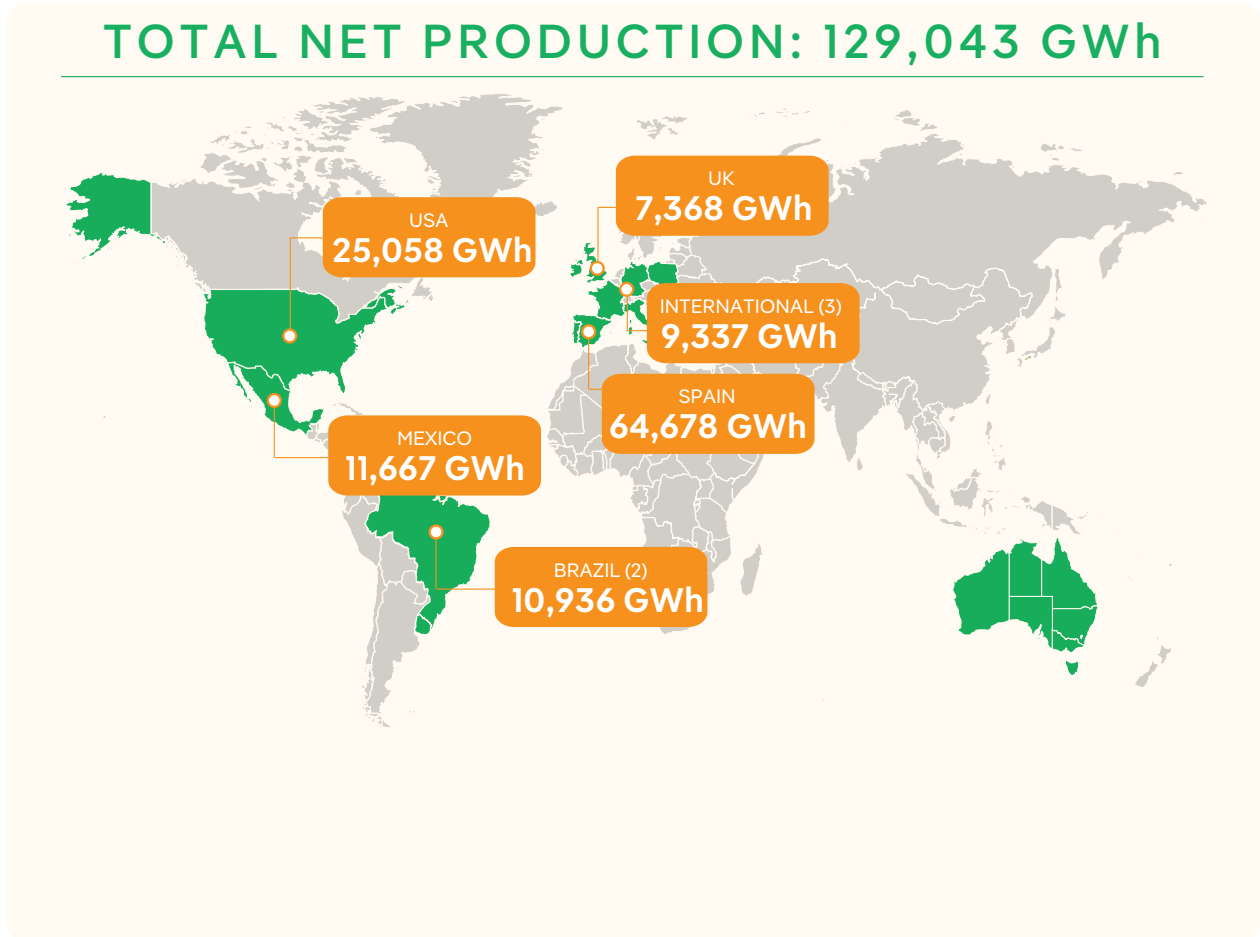 TOTAL NET PRODUCTION: 129,043 GWh
UK
7,368 GWh
USA
25,058 GWh
INTERNATIONAL (3)
9,337 GWh
SPAIN
64,678 GWh
MEXICO
11,667 GWh
BRAZIL (2)
10,936 GWh